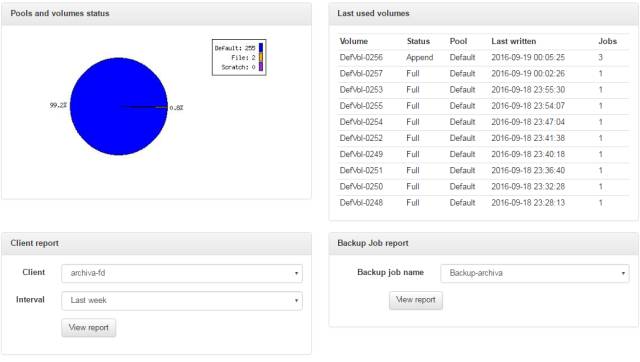 Pools and volumes status
Default: 255
File: 2
Scratch: 0
99.2%
0.8%
Last used volumes
Volume Status Pool Last written Jobs
DefVol-0256 Append Default 2016-09-19 00:05:25 3
DefVol-0257 Full Default 2016-09-19 00:02:26 1
DefVol-0253 Full Default 2016-09-18 23:55:30 1
DefVol-0255 Full Default 2016-09-18 23:54:07 1
DefVol-0254 Full Default 2016-09-18 23:47:04 1
DefVol-0252 Full Default 2016-09-18 23:41:38 1
DefVol-0249 Full Default 2016-09-18 23:40:18 1
DefVol-0251 Full Default 2016-09-18 23:36:40 1
DefVol-0250 Full Default 2016-09-18 23:32:28 1
DefVol-0248 Full Default 2016-09-18 23:28:13 1
Client report
Client archiva-fd
Interval Last week
View report
Backup Job report
Backup job name Backup-archiva
View report